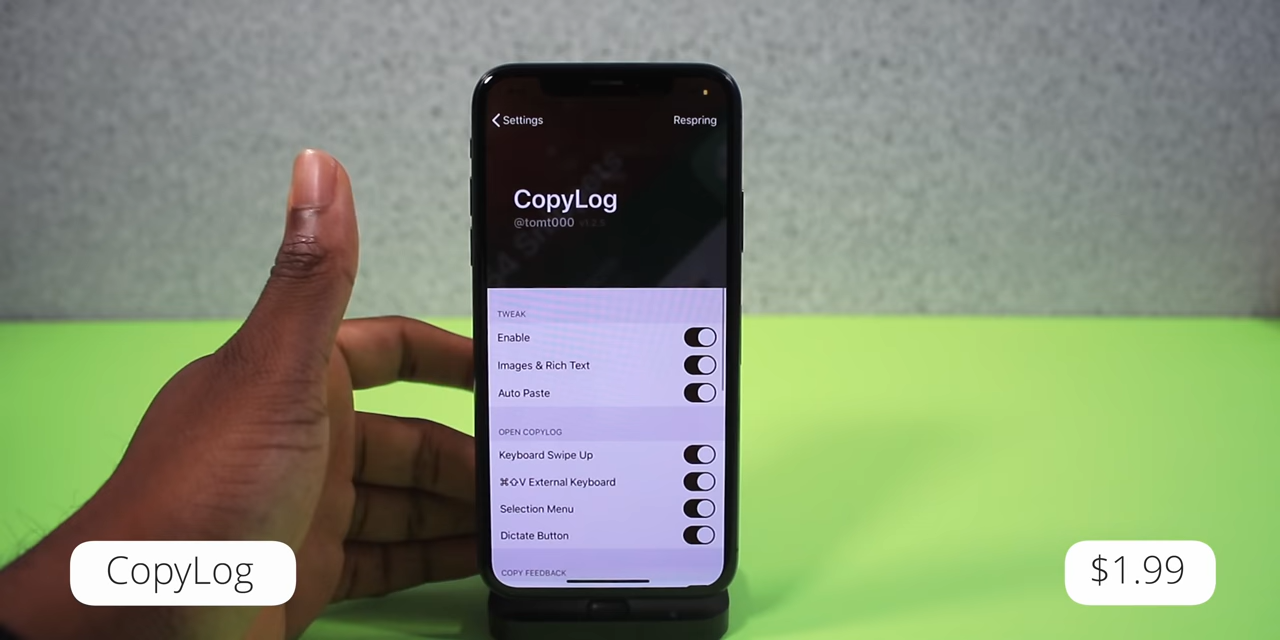 Settings
Respring
CopyLog
@tomt000
TWEAK
Enable
Images & Rich Text
Auto Paste
OPEN COPYLOG
Keyboard Swipe Up
⌘⇧V External Keyboard
Selection Menu
Dictate Button
COPY FEEDBACK
CopyLog
$1.99